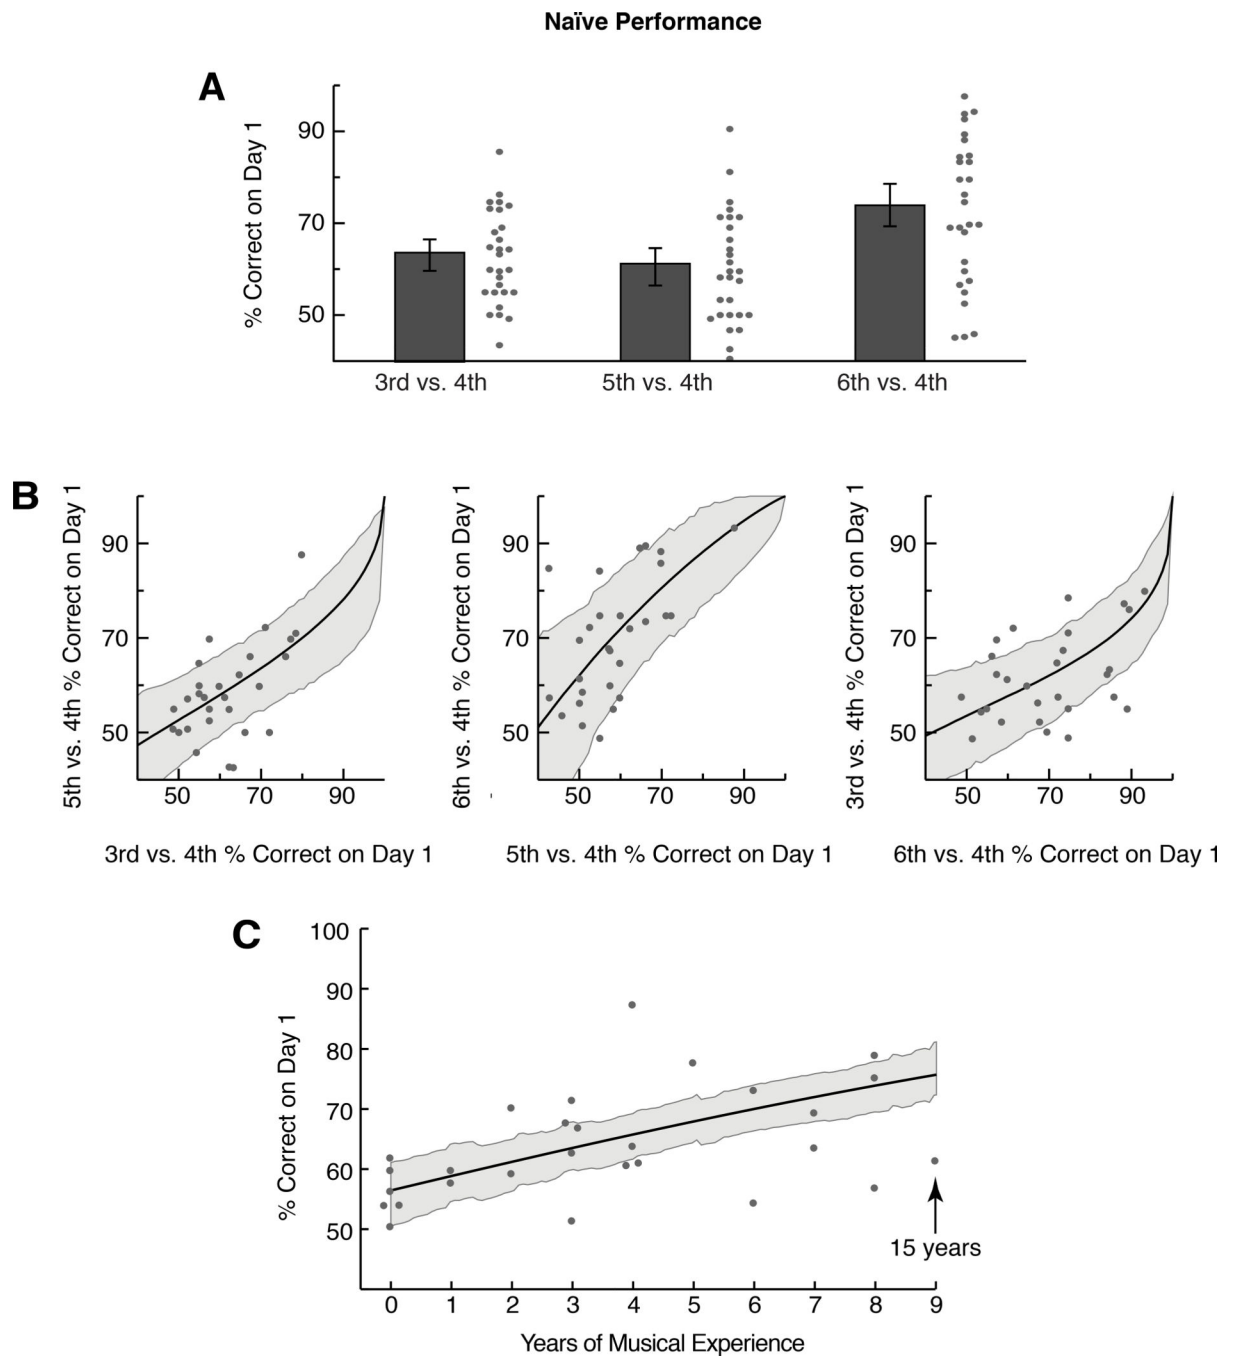 Naïve Performance
A
% Correct on Day 1
90
70
50
3rd vs. 4th
5th vs. 4th
6th vs. 4th
B
5th vs. 4th % Correct on Day 1
90
70
50
50
70
90
3rd vs. 4th % Correct on Day 1
6th vs. 4th % Correct on Day 1
90
70
50
50
70
90
5th vs. 4th % Correct on Day 1
3rd vs. 4th % Correct on Day 1
90
70
50
50
70
90
6th vs. 4th % Correct on Day 1
C
% Correct on Day 1
100
90
80
70
60
50
15 years
0
1
2
3
4
5
6
7
8
9
Years of Musical Experience